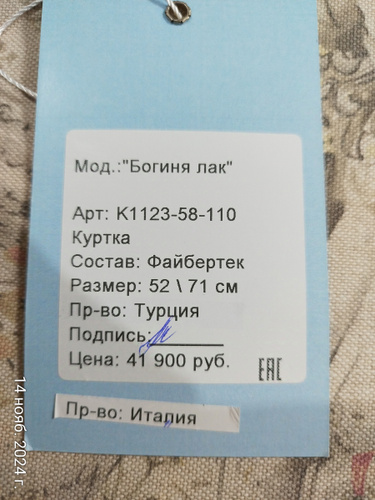 Мод.:"Богиня лак"
Арт: К1123-58-110
Куртка
Состав: Файбертек
Размер: 52 \ 71 см
Пр-во: Турция
Подпись:
Цена: 41 900 руб.
EAC
Пр-во: Италия
14 нояб. 2024 г